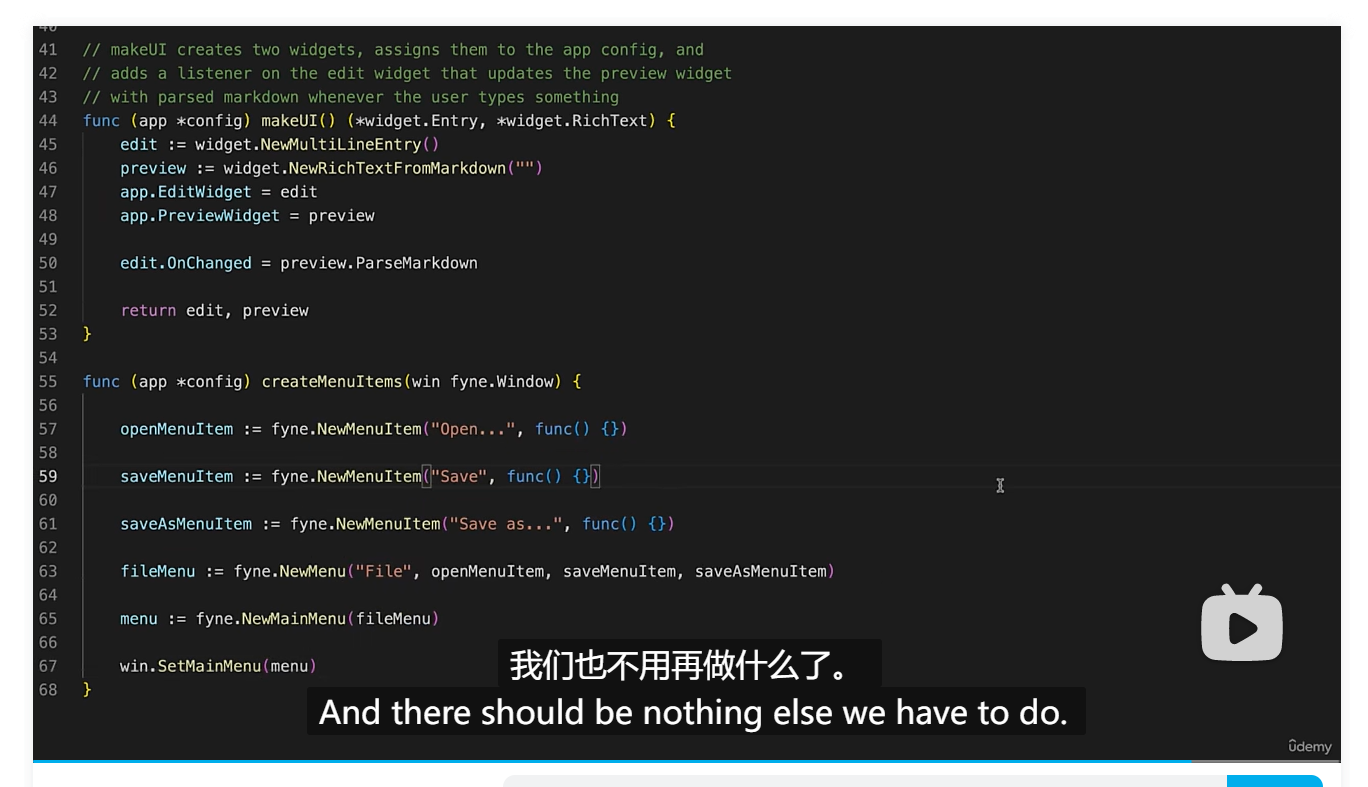 40
41 // makeUI creates two widgets, assigns them to the app config, and
42 // adds a listener on the edit widget that updates the preview widget
43 // with parsed markdown whenever the user types something
44 func (app *config) makeUI() (*widget.Entry, *widget.RichText) {
45     edit := widget.NewMultiLineEntry()
46     preview := widget.NewRichTextFromMarkdown("")
47     app.EditWidget = edit
48     app.PreviewWidget = preview
49
50     edit.OnChanged = preview.ParseMarkdown
51
52     return edit, preview
53 }
54
55 func (app *config) createMenuItems(win fyne.Window) {
56
57     openMenuItem := fyne.NewMenuItem("Open...", func() {})
58
59     saveMenuItem := fyne.NewMenuItem("Save", func() {})
60
61     saveAsMenuItem := fyne.NewMenuItem("Save as...", func() {})
62
63     fileMenu := fyne.NewMenu("File", openMenuItem, saveMenuItem, saveAsMenuItem)
64
65     menu := fyne.NewMainMenu(fileMenu)
66
67     win.SetMainMenu(menu)
68 }
我们也不用再做什么了。
And there should be nothing else we have to do.
ûdemy